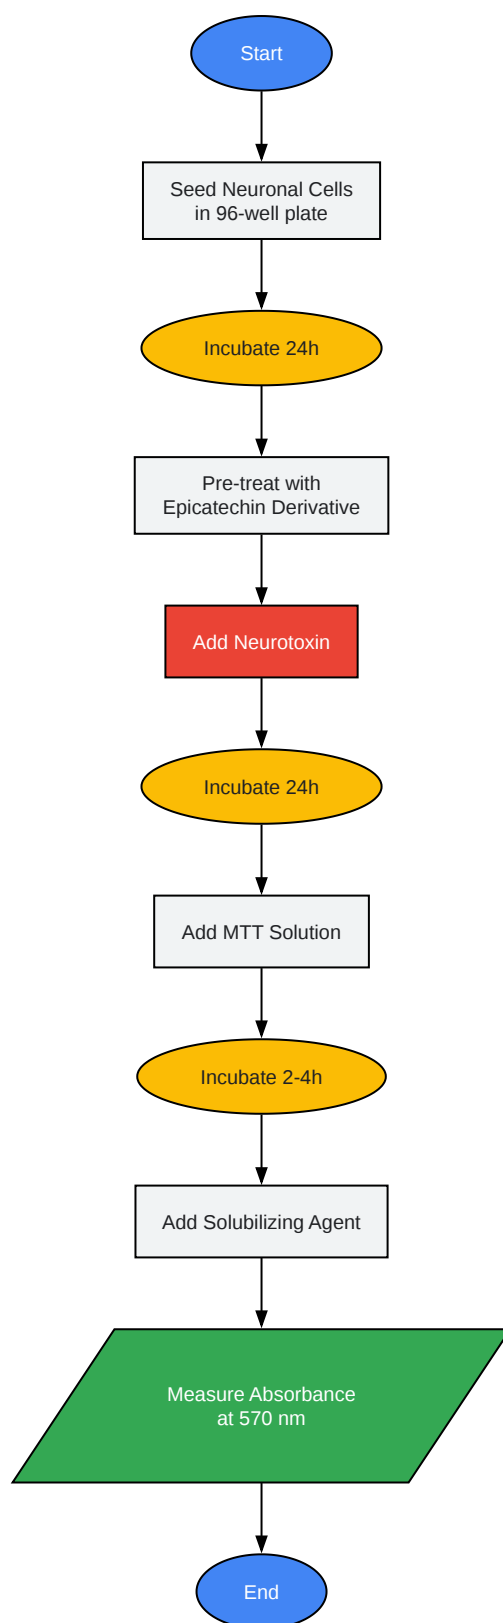 Start
Seed Neuronal Cells
in 96-well plate
Incubate 24h
Pre-treat with
Epicatechin Derivative
Add Neurotoxin
Incubate 24h
Add MTT Solution
Incubate 2-4h
Add Solubilizing Agent
Measure Absorbance
at 570 nm
End